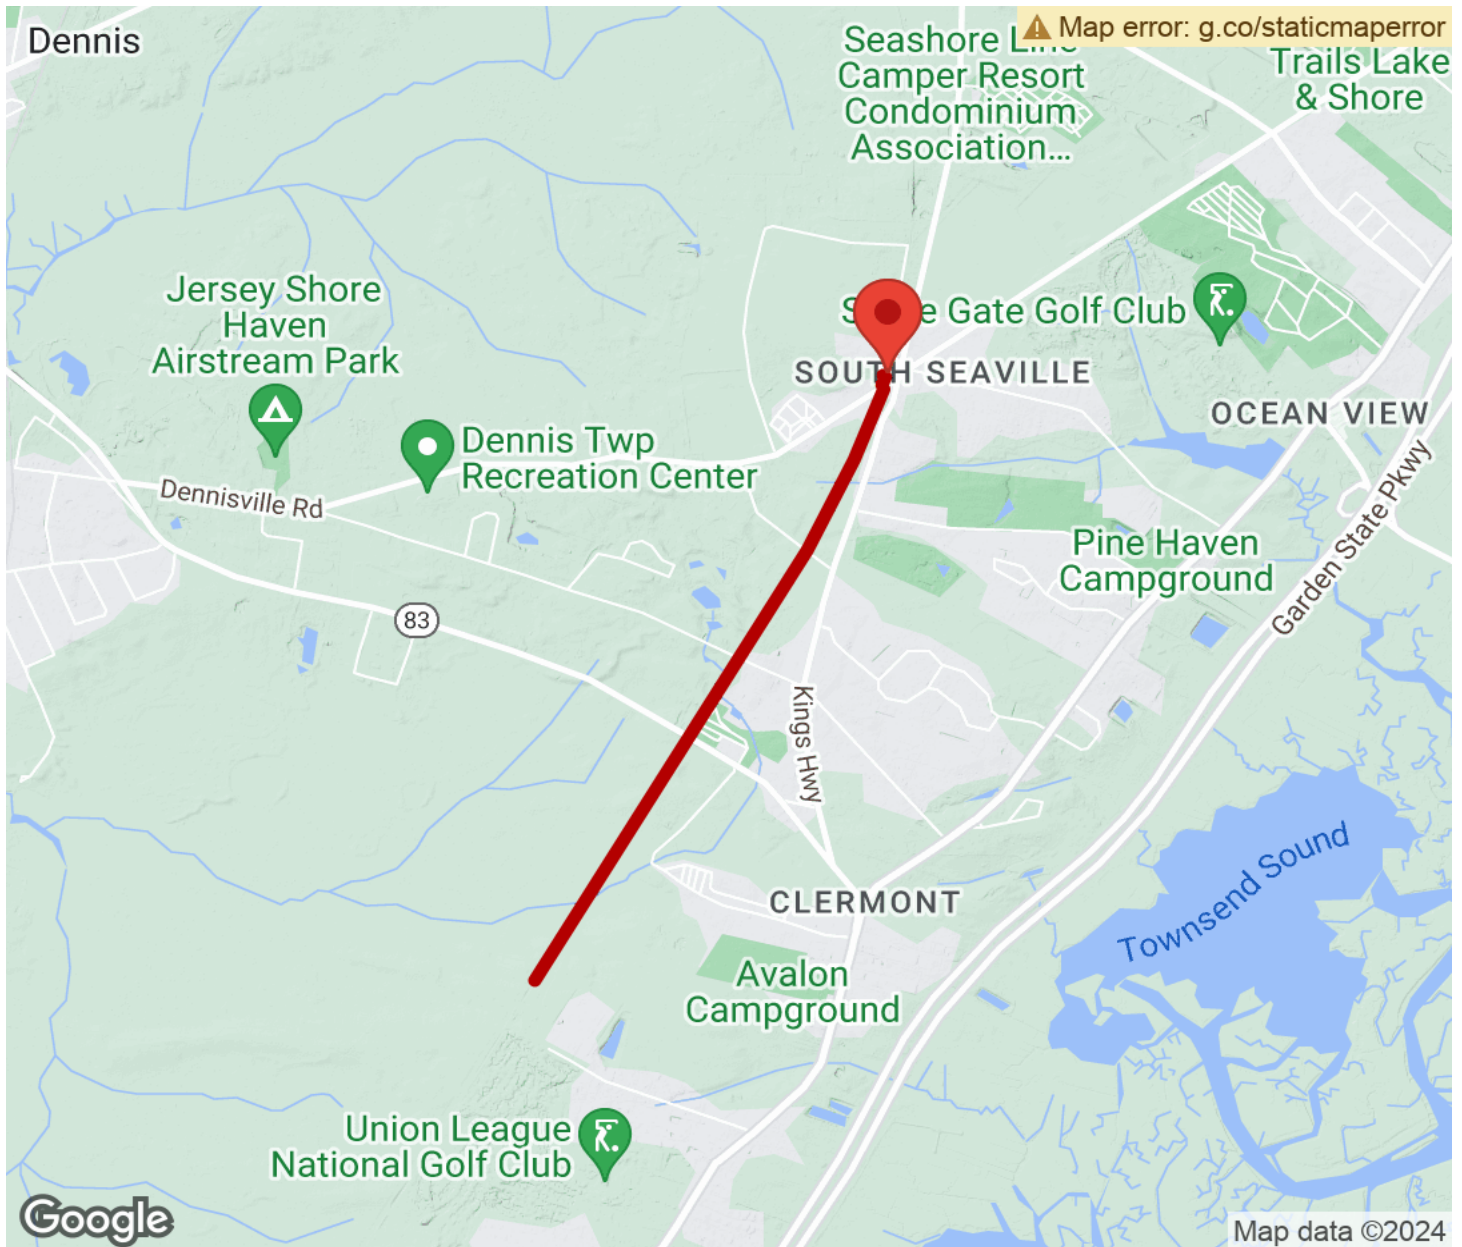 Dennis
Map error: g.co/staticmaperror
Seashore Line
Camper Resort
Condominium
Association...
Trails Lake
& Shore
Jersey Shore
Haven
Airstream Park
Gate Golf Club
SOUTH SEAVILLE
OCEAN VIEW
Dennis Twp
Recreation Center
Dennisville Rd
Garden State Pkwy
Pine Haven
Campground
83
Kings Hwy
Townsend Sound
CLERMONT
Avalon
Campground
Union League
National Golf Club
Google
Map data ©2024